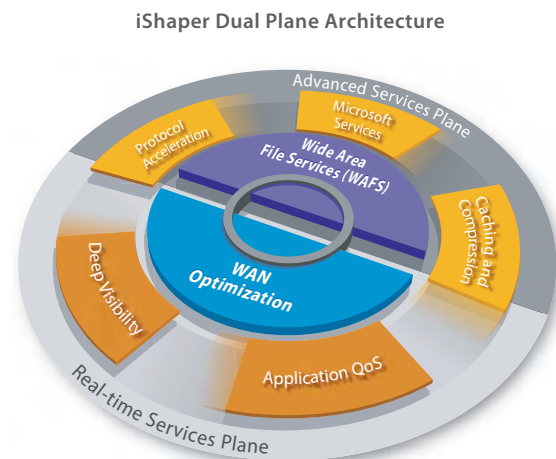 iShaper Dual Plane Architecture
Advanced Services Plane
Microsoft
Services
Protocol
Acceleration
Wide Area
File Services (WAFS)
Caching and
Compression
WAN
Optimization
Deep Visibility
Application QoS
Real-time Services Plane